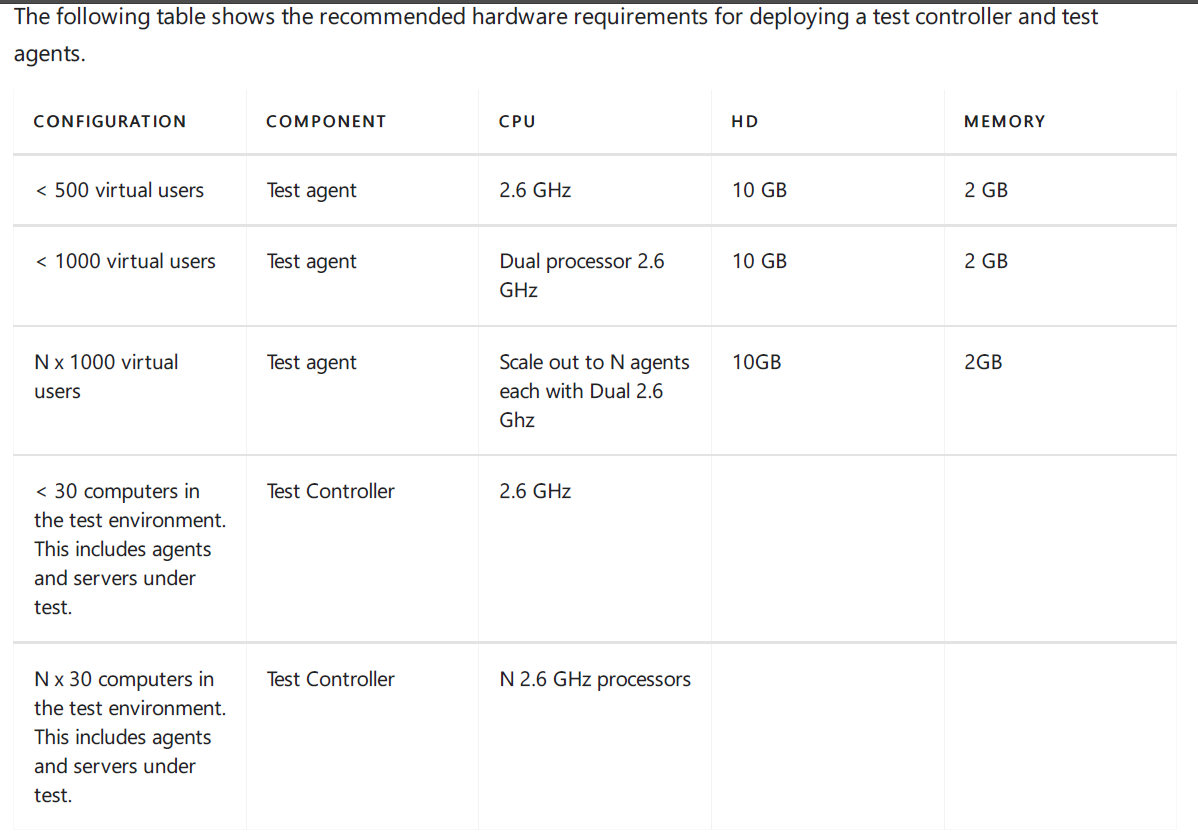 The following table shows the recommended hardware requirements for deploying a test controller and test
agents.
CONFIGURATION COMPONENT CPU HD MEMORY
< 500 virtual users Test agent 2.6 GHz 10 GB 2 GB
< 1000 virtual users Test agent Dual processor 2.6 10 GB 2 GB
GHz
N x 1000 virtual Test agent Scale out to N agents 10GB 2GB
users each with Dual 2.6
Ghz
< 30 computers in Test Controller 2.6 GHz
the test environment.
This includes agents
and servers under
test.
N x 30 computers in Test Controller N 2.6 GHz processors
the test environment.
This includes agents
and servers under
test.